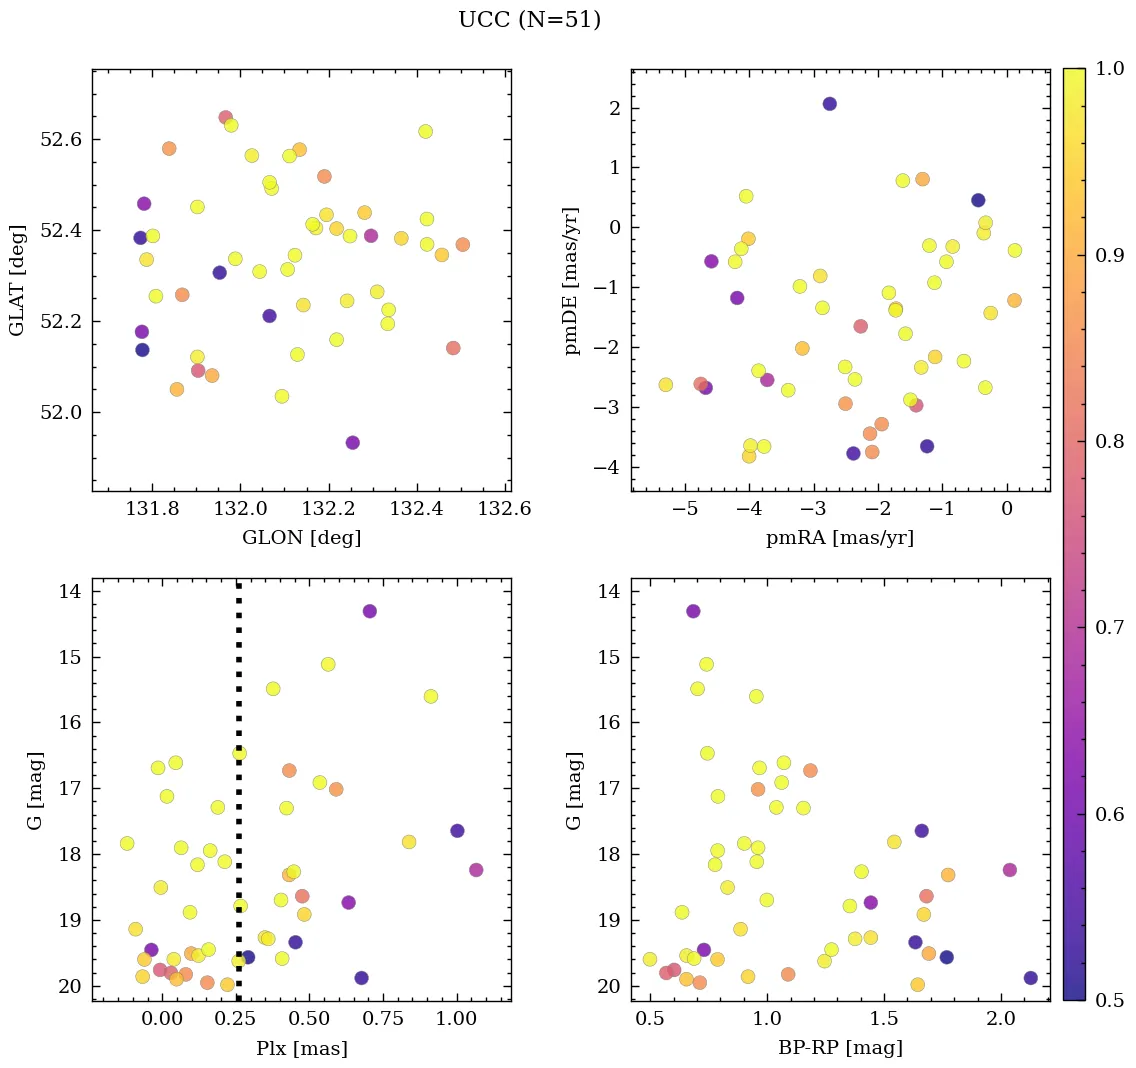 UCC (N=51)
52.6
52.4
52.2
52.0
GLAT [deg]
131.8 132.0 132.2 132.4 132.6
GLON [deg]
2
1
0
−1
−2
−3
−4
pmDE [mas/yr]
−5 −4 −3 −2 −1 0
pmRA [mas/yr]
1.0
0.9
0.8
0.7
0.6
0.5
14
15
16
17
18
19
20
G [mag]
0.00 0.25 0.50 0.75 1.00
Plx [mas]
14
15
16
17
18
19
20
G [mag]
0.5 1.0 1.5 2.0
BP-RP [mag]